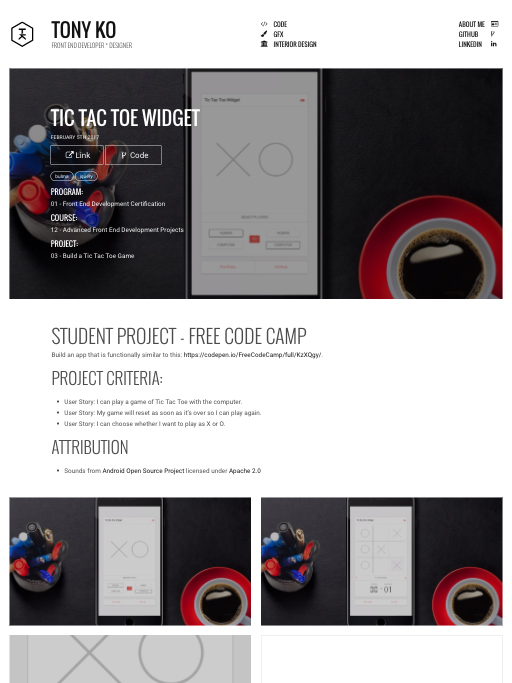 TONY KO
FRONT END DEVELOPER * DESIGNER
CODE
GFX
INTERIOR DESIGN
ABOUT ME
GITHUB
LINKEDIN
TIC TAC TOE WIDGET
FEBRUARY 5TH 2017
Link
Code
bulma
PROGRAM:
01 - Front End Development Certification
COURSE:
12 - Advanced Front End Development Projects
PROJECT:
03 - Build a Tic Tac Toe Game
Tic Tac Toe Widget
STUDENT PROJECT - FREE CODE CAMP
Build an app that is functionally similar to this: https://codepen.io/FreeCodeCamp/full/KzXQgy/.
PROJECT CRITERIA:
User Story: I can play a game of Tic Tac Toe with the computer.
User Story: My game will reset as soon as it's over so I can play again.
User Story: I can choose whether I want to play as X or O.
ATTRIBUTION
Sounds from Android Open Source Project licensed under Apache 2.0